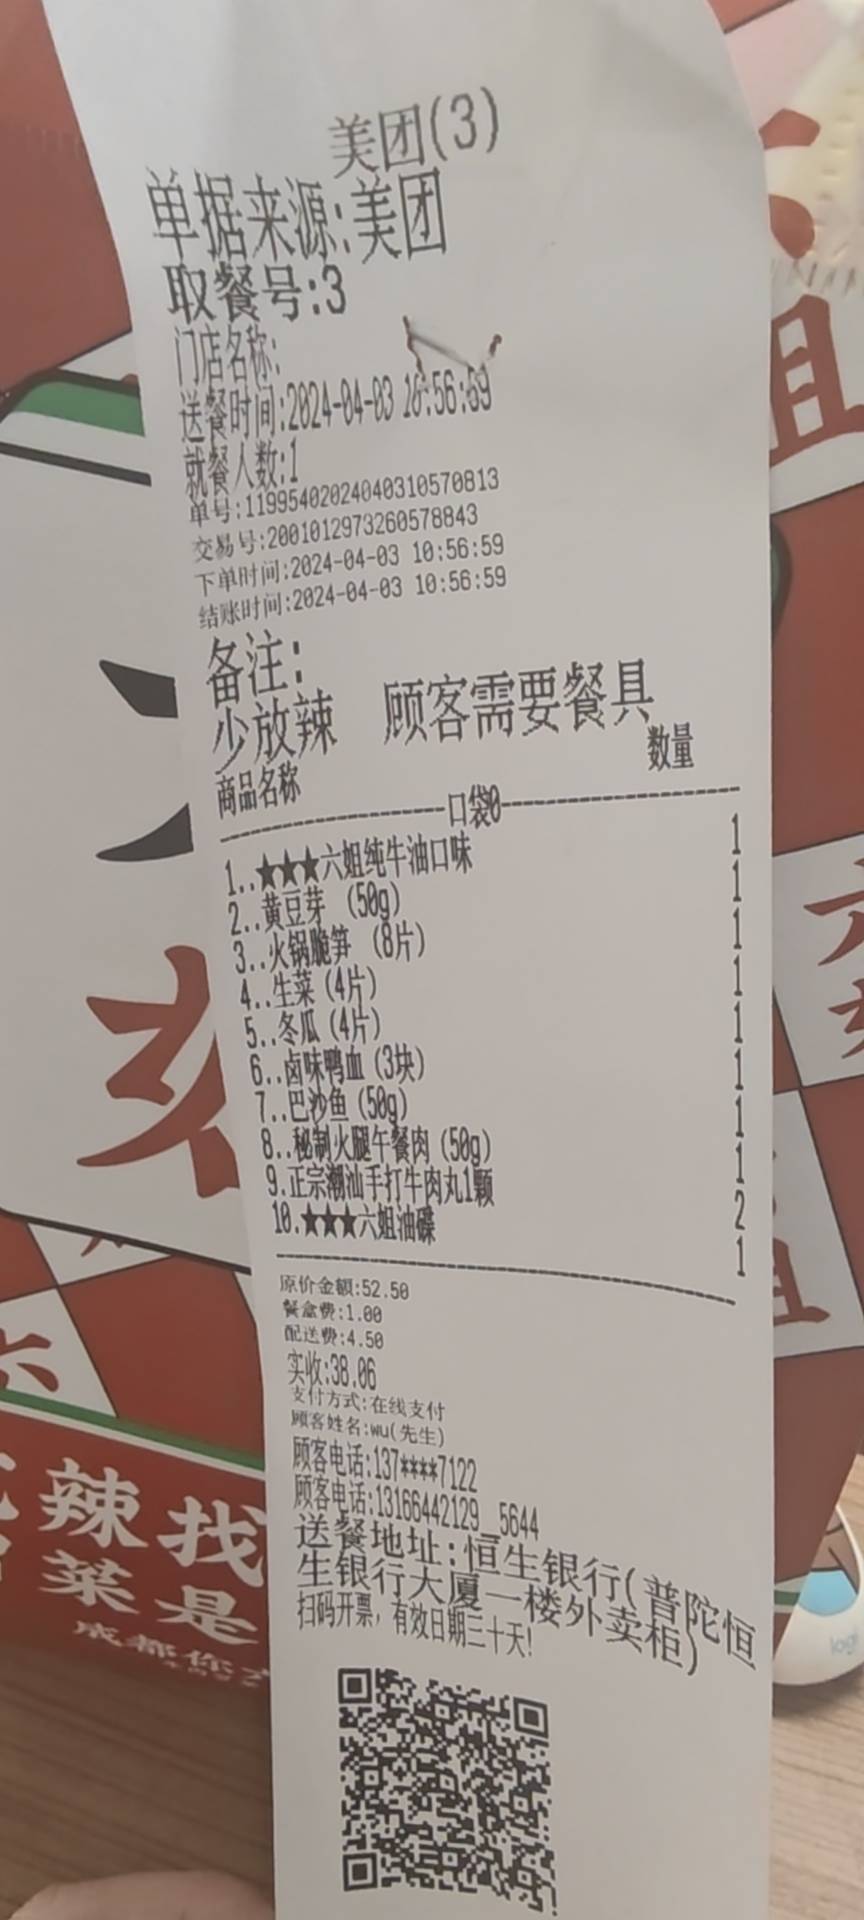 美团(3)
单据来源:美团
取餐号:3
门店名称:
送餐时间:2024-04-03 10:56:59
就餐人数:1
单号:11995402024040310570813
交易号:2001012973260578843
下单时间:2024-04-03 10:56:59
结账时间:2024-04-03 10:56:59
备注:
少放辣 顾客需要餐具
商品名称 数量
口袋0
1..★★★六姐纯牛油口味 1
2..黄豆芽 (50g) 1
3..火锅脆笋 (8片) 1
4..生菜(4片) 1
5..冬瓜(4片) 1
6..卤味鸭血(3块) 1
7..巴沙鱼(50g) 1
8..秘制火腿午餐肉(50g) 1
9.正宗潮汕手打牛肉丸1颗 2
10.★★★六姐油碟 1
原价金额:52.50
餐盒费:1.00
配送费:4.50
实收:38.06
支付方式:在线支付
顾客姓名:wu(先生)
顾客电话:137****7122
顾客电话:13166442129_5644
送餐地址:恒生银行(普陀恒
生银行大厦一楼外卖柜)
扫码开票，有效日期三十天!
姐
六
辣找
菜是
成都你
logi